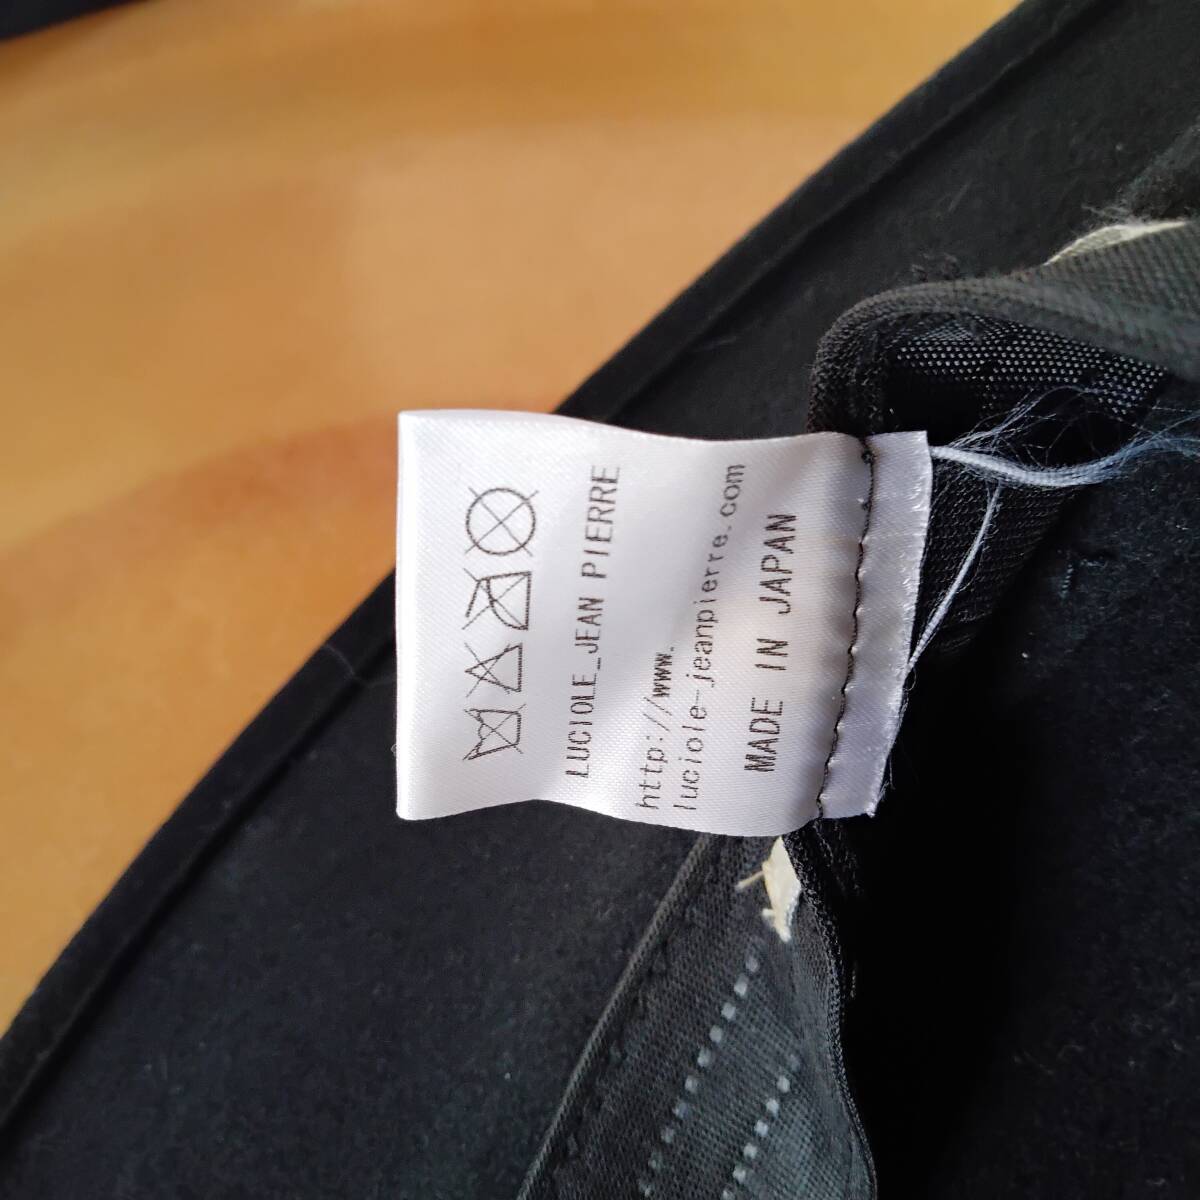 LUCIOLE_JEAN PIERRE
http://www.
luciole-jeanpierre.com
MADE IN JAPAN